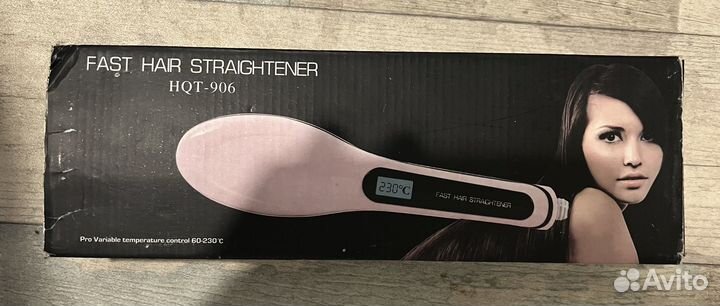 FAST HAIR STRAIGHTENER
HQT-906
230°C
FAST HAIR STRAIGHTENER
Pro Variable temperature control 60-230℃
Avito